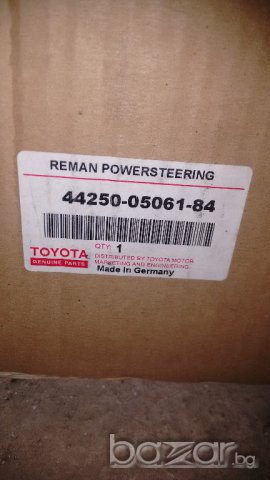 REMAN POWERSTEERING
44250-05061-84
QTY: 1
TOYOTA
GENUINE PARTS
DISTRIBUTED BY TOYOTA MOTOR
MARKETING AND ENGINEERING
Made In Germany
bazar.bg